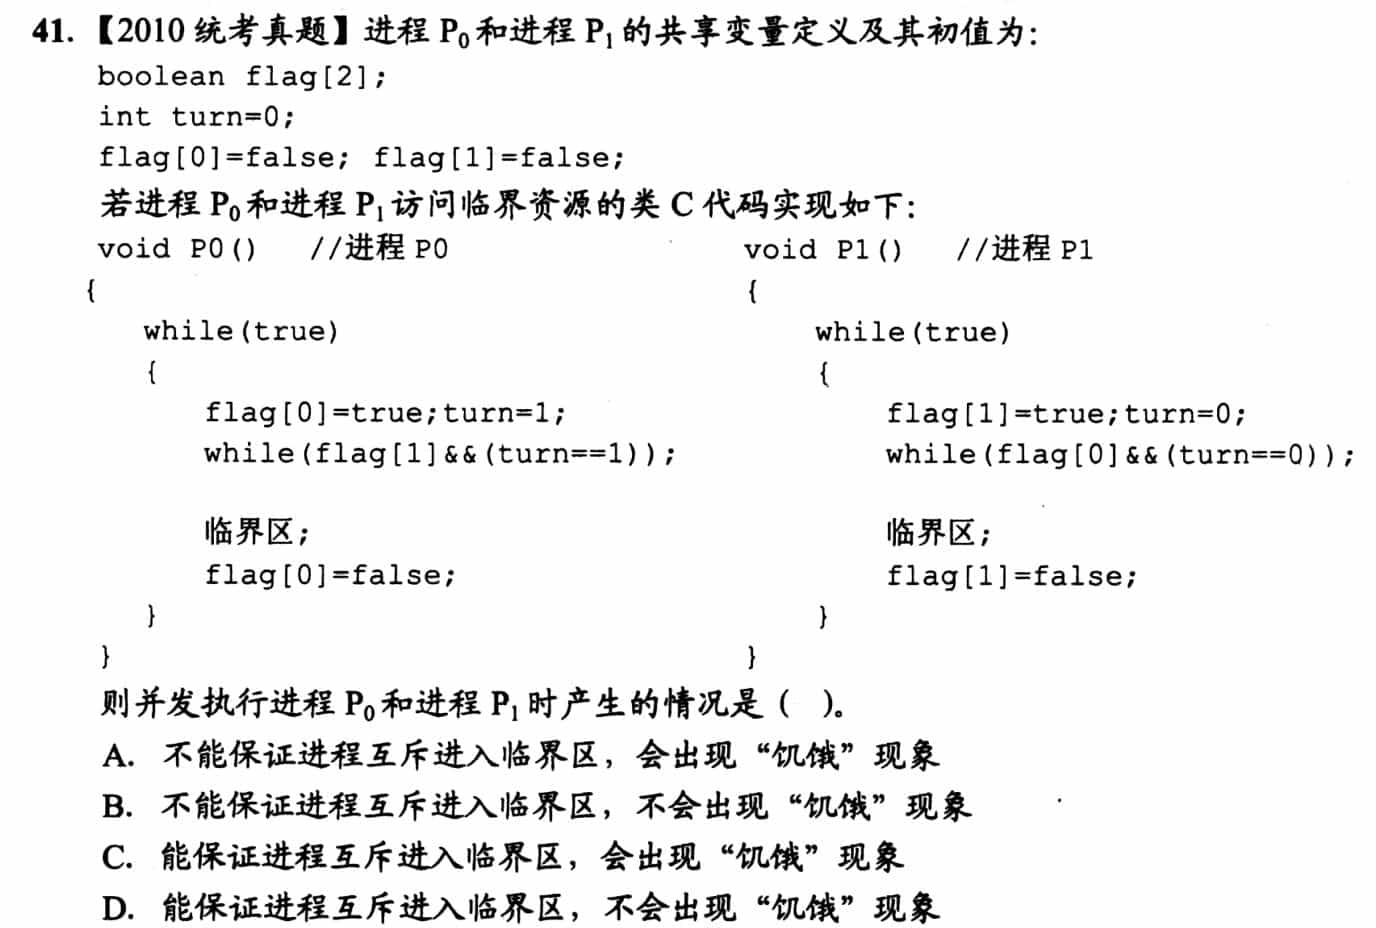 41. 【2010 统考真题】进程 P0 和进程 P1 的共享变量定义及其初值为：
boolean flag[2];
int turn=0;
flag[0]=false; flag[1]=false;
若进程 P0 和进程 P1 访问临界资源的类 C 代码实现如下：
void P0() //进程 P0 void P1() //进程 P1
{ {
while(true) while(true)
{ {
flag[0]=true;turn=1; flag[1]=true;turn=0;
while(flag[1]&&(turn==1)); while(flag[0]&&(turn==0));
临界区; 临界区;
flag[0]=false; flag[1]=false;
} }
} }
则并发执行进程 P0 和进程 P1 时产生的情况是（ ）。
A. 不能保证进程互斥进入临界区，会出现“饥饿”现象
B. 不能保证进程互斥进入临界区，不会出现“饥饿”现象
C. 能保证进程互斥进入临界区，会出现“饥饿”现象
D. 能保证进程互斥进入临界区，不会出现“饥饿”现象